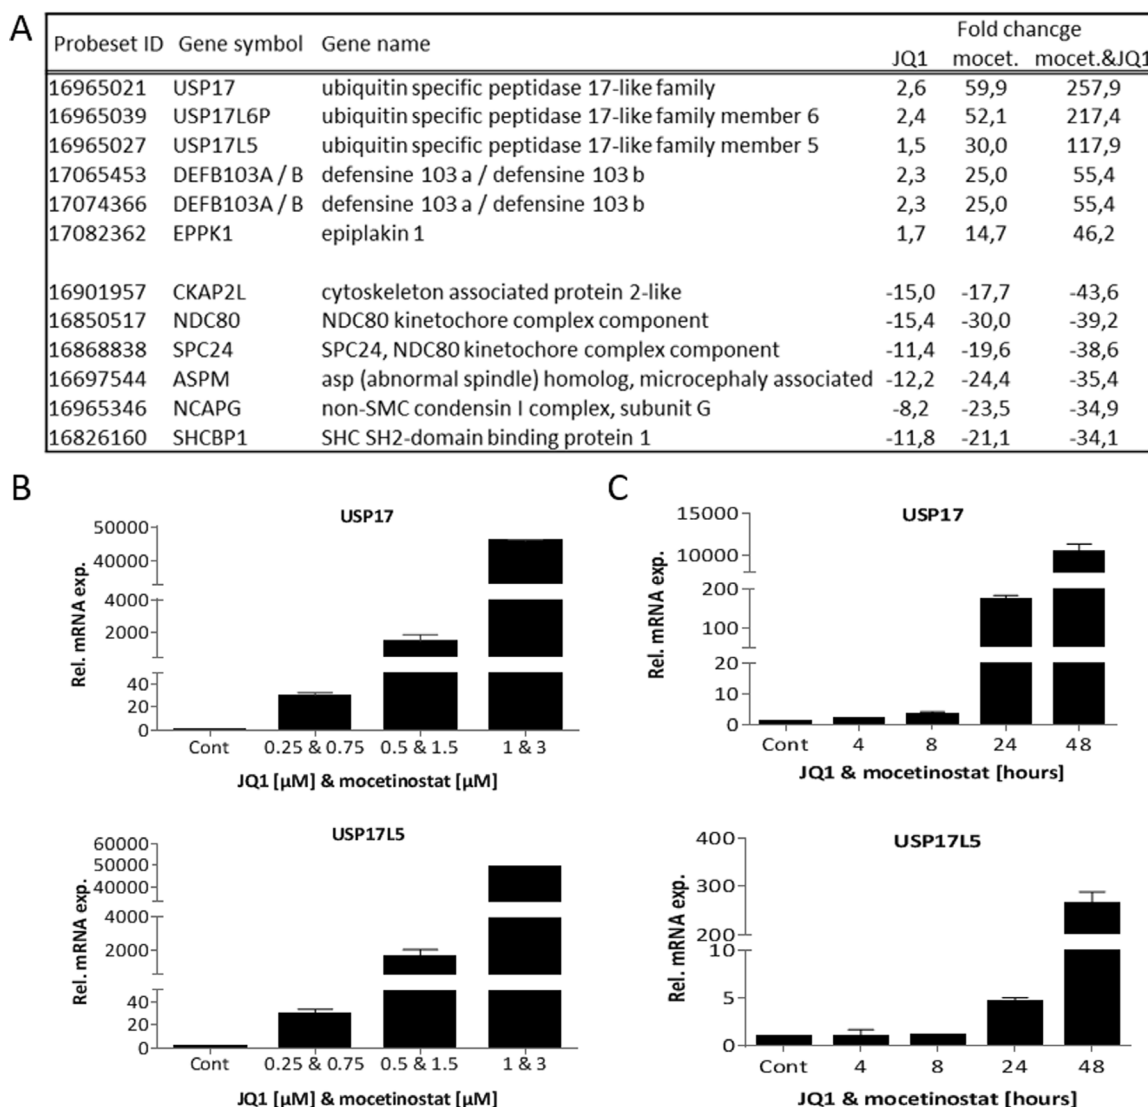 A
Fold chancge
Probeset ID Gene symbol Gene name JQ1 mocet. mocet.&JQ1
16965021 USP17 ubiquitin specific peptidase 17-like family 2,6 59,9 257,9
16965039 USP17L6P ubiquitin specific peptidase 17-like family member 6 2,4 52,1 217,4
16965027 USP17L5 ubiquitin specific peptidase 17-like family member 5 1,5 30,0 117,9
17065453 DEFB103A / B defensine 103 a / defensine 103 b 2,3 25,0 55,4
17074366 DEFB103A / B defensine 103 a / defensine 103 b 2,3 25,0 55,4
17082362 EPPK1 epiplakin 1 1,7 14,7 46,2
16901957 CKAP2L cytoskeleton associated protein 2-like -15,0 -17,7 -43,6
16850517 NDC80 NDC80 kinetochore complex component -15,4 -30,0 -39,2
16868838 SPC24 SPC24, NDC80 kinetochore complex component -11,4 -19,6 -38,6
16697544 ASPM asp (abnormal spindle) homolog, microcephaly associated -12,2 -24,4 -35,4
16965346 NCAPG non-SMC condensin I complex, subunit G -8,2 -23,5 -34,9
16826160 SHCBP1 SHC SH2-domain binding protein 1 -11,8 -21,1 -34,1
B
USP17
Rel. mRNA exp.
50000
40000
4000
2000
40
20
0
Cont 0.25 & 0.75 0.5 & 1.5 1 & 3
JQ1 [µM] & mocetinostat [µM]
C
USP17
Rel. mRNA exp.
15000
10000
200
100
20
10
0
Cont 4 8 24 48
JQ1 & mocetinostat [hours]
USP17L5
Rel. mRNA exp.
60000
50000
40000
4000
2000
40
20
0
Cont 0.25 & 0.75 0.5 & 1.5 1 & 3
JQ1 [µM] & mocetinostat [µM]
USP17L5
Rel. mRNA exp.
400
300
200
10
5
0
Cont 4 8 24 48
JQ1 & mocetinostat [hours]